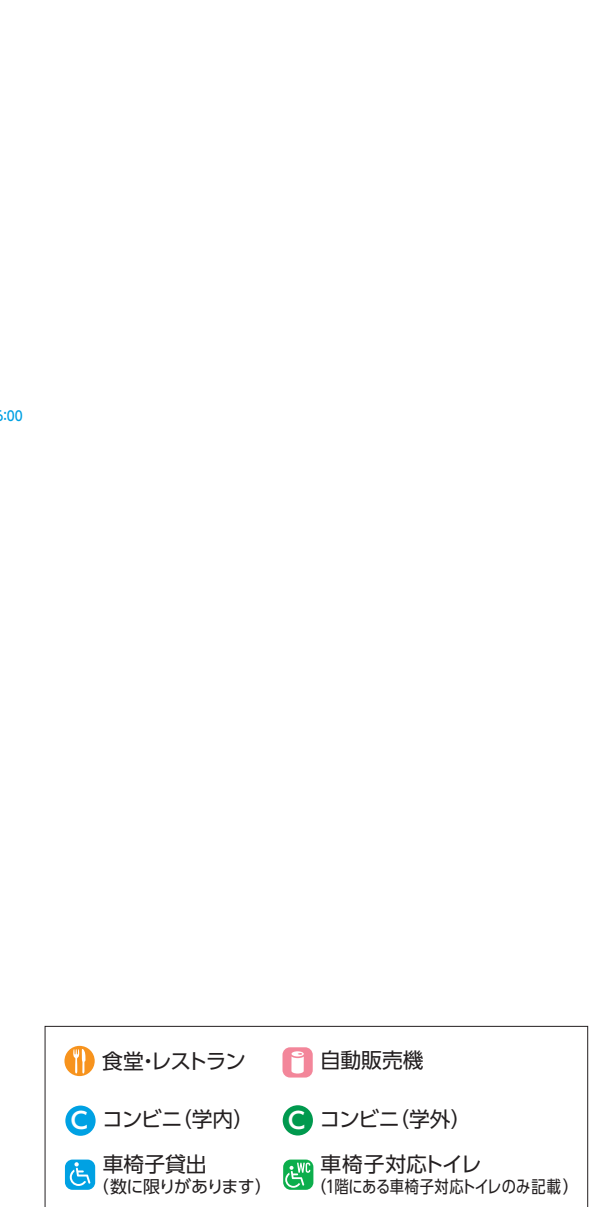 :00
食堂・レストラン
自動販売機
C コンビニ(学内)
C コンビニ(学外)
車椅子貸出
(数に限りがあります)
WC 車椅子対応トイレ
(1階にある車椅子対応トイレのみ記載)